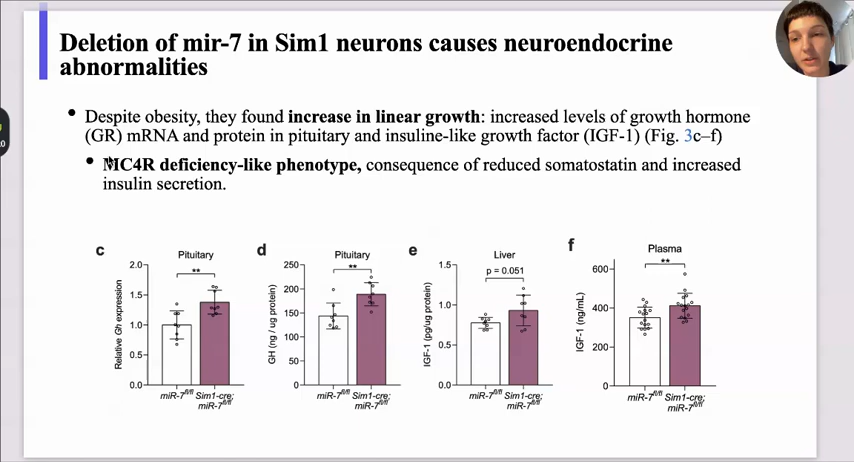 Deletion of mir-7 in Sim1 neurons causes neuroendocrine
abnormalities
• Despite obesity, they found increase in linear growth: increased levels of growth hormone
(GR) mRNA and protein in pituitary and insuline-like growth factor (IGF-1) (Fig. 3c–f)
• MC4R deficiency-like phenotype, consequence of reduced somatostatin and increased
insulin secretion.
c
Pituitary
**
Relative Gh expression
2.0
1.5
1.0
0.5
0.0
miR-7fl/fl Sim1-cre;
miR-7fl/fl
d
Pituitary
**
GH (ng / ug protein)
250
200
150
100
50
0
miR-7fl/fl Sim1-cre;
miR-7fl/fl
e
Liver
p = 0.051
IGF-1 (pg/ug protein)
1.5
1.0
0.5
0.0
miR-7fl/fl Sim1-cre;
miR-7fl/fl
f
Plasma
**
IGF-1 (ng/mL)
600
400
200
0
miR-7fl/fl Sim1-cre;
miR-7fl/fl